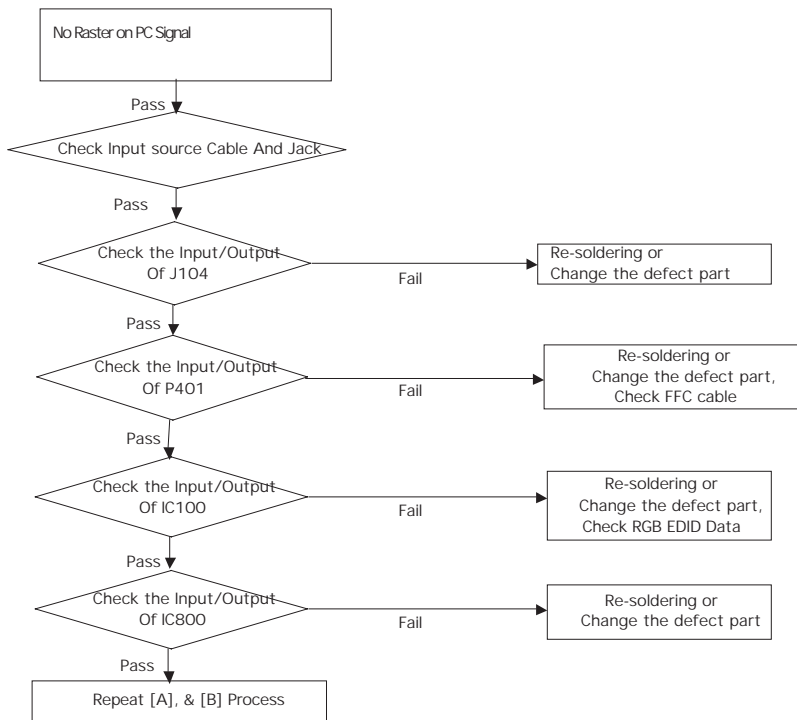 No Raster on PC Signal
Pass
Check Input source Cable And Jack
Pass
Check the Input/Output
Of J104
Fail
Re-soldering or
Change the defect part
Pass
Check the Input/Output
Of P401
Fail
Re-soldering or
Change the defect part,
Check FFC cable
Pass
Check the Input/Output
Of IC100
Fail
Re-soldering or
Change the defect part,
Check RGB EDID Data
Pass
Check the Input/Output
Of IC800
Fail
Re-soldering or
Change the defect part
Pass
Repeat [A], & [B] Process